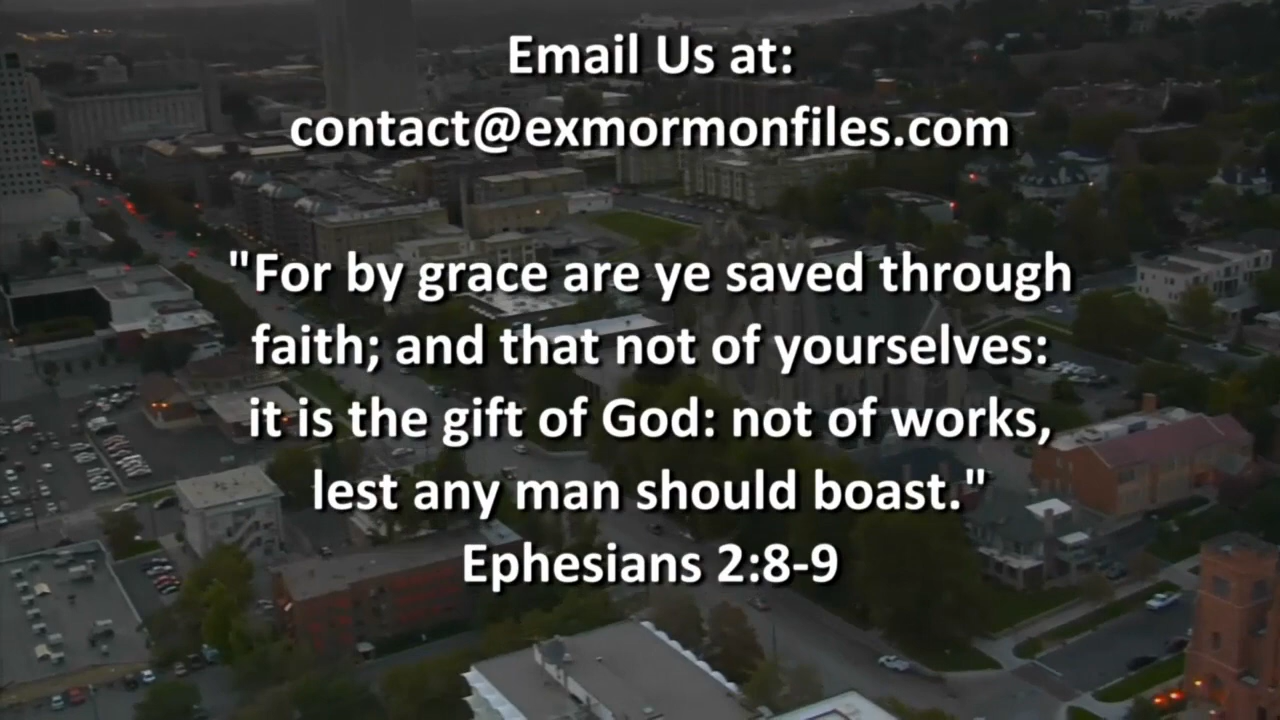 Email Us at:
contact@exmormonfiles.com
"For by grace are ye saved through
faith; and that not of yourselves:
it is the gift of God: not of works,
lest any man should boast."
Ephesians 2:8-9